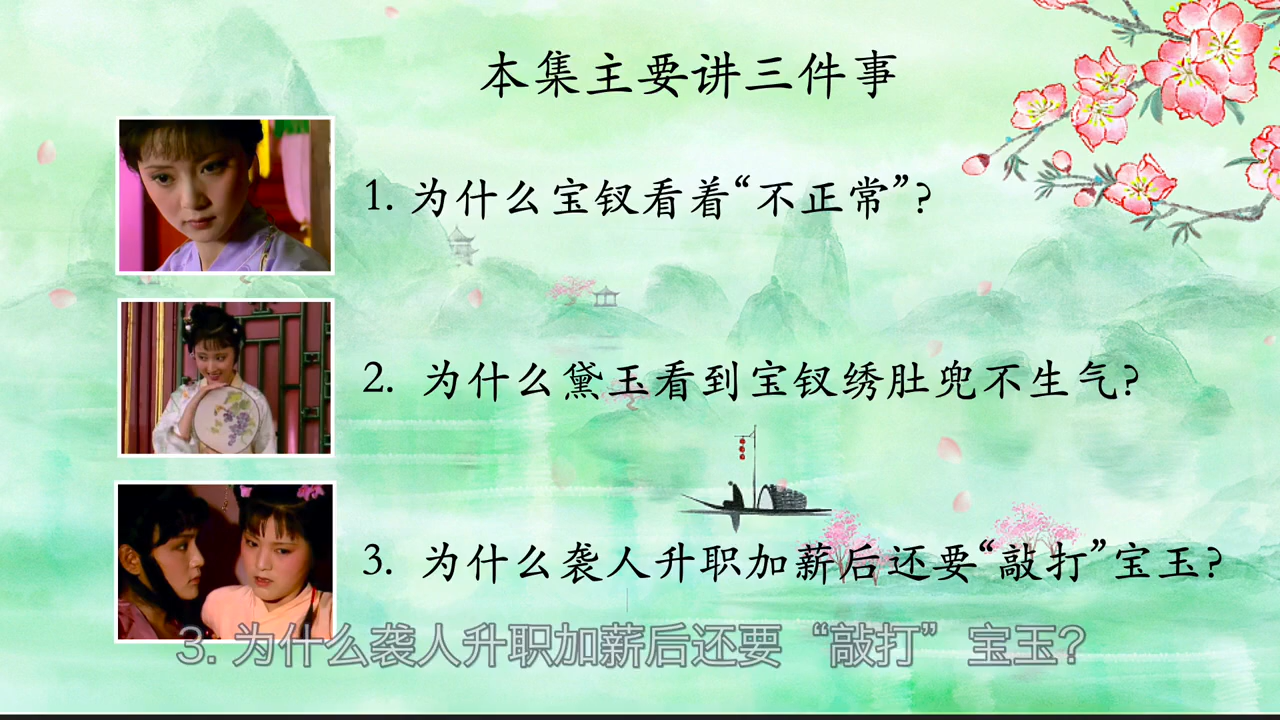 本集主要讲三件事
1. 为什么宝钗看着“不正常”?
2. 为什么黛玉看到宝钗绣肚兜不生气?
3. 为什么袭人升职加薪后还要“敲打”宝玉?
3. 为什么袭人升职加薪后还要“敲打” 宝玉?